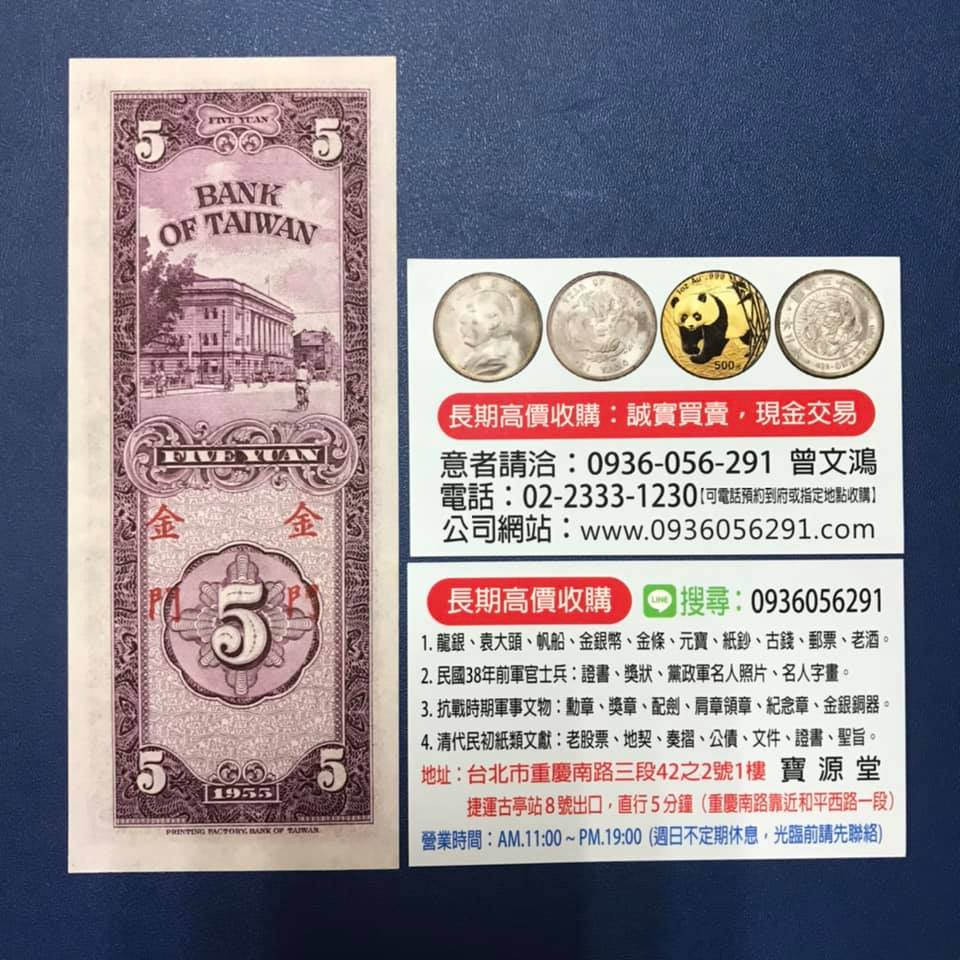 FIVE YUAN
5 5
BANK
OF TAIWAN
FIVE YUAN
金 金
門 5 門
5 5
1955
PRINTING FACTORY, BANK OF TAIWAN.
1oz Au .999
500元
長期高價收購：誠實買賣，現金交易
意者請洽：0936-056-291 曾文鴻
電話：02-2333-1230【可電話預約到府或指定地點收購】
公司網站：www.0936056291.com
長期高價收購 LINE 搜尋：0936056291
1. 龍銀、袁大頭、帆船、金銀幣、金條、元寶、紙鈔、古錢、郵票、老酒。
2. 民國38年前軍官士兵：證書、獎狀、黨政軍名人照片、名人字畫。
3. 抗戰時期軍事文物：勳章、獎章、配劍、肩章領章、紀念章、金銀銅器。
4. 清代民初紙類文獻：老股票、地契、奏摺、公債、文件、證書、聖旨。
地址：台北市重慶南路三段42之2號1樓 寶源堂
捷運古亭站8號出口，直行5分鐘（重慶南路靠近和平西路一段）
營業時間：AM.11:00 ~ PM.19:00 (週日不定期休息，光臨前請先聯絡)